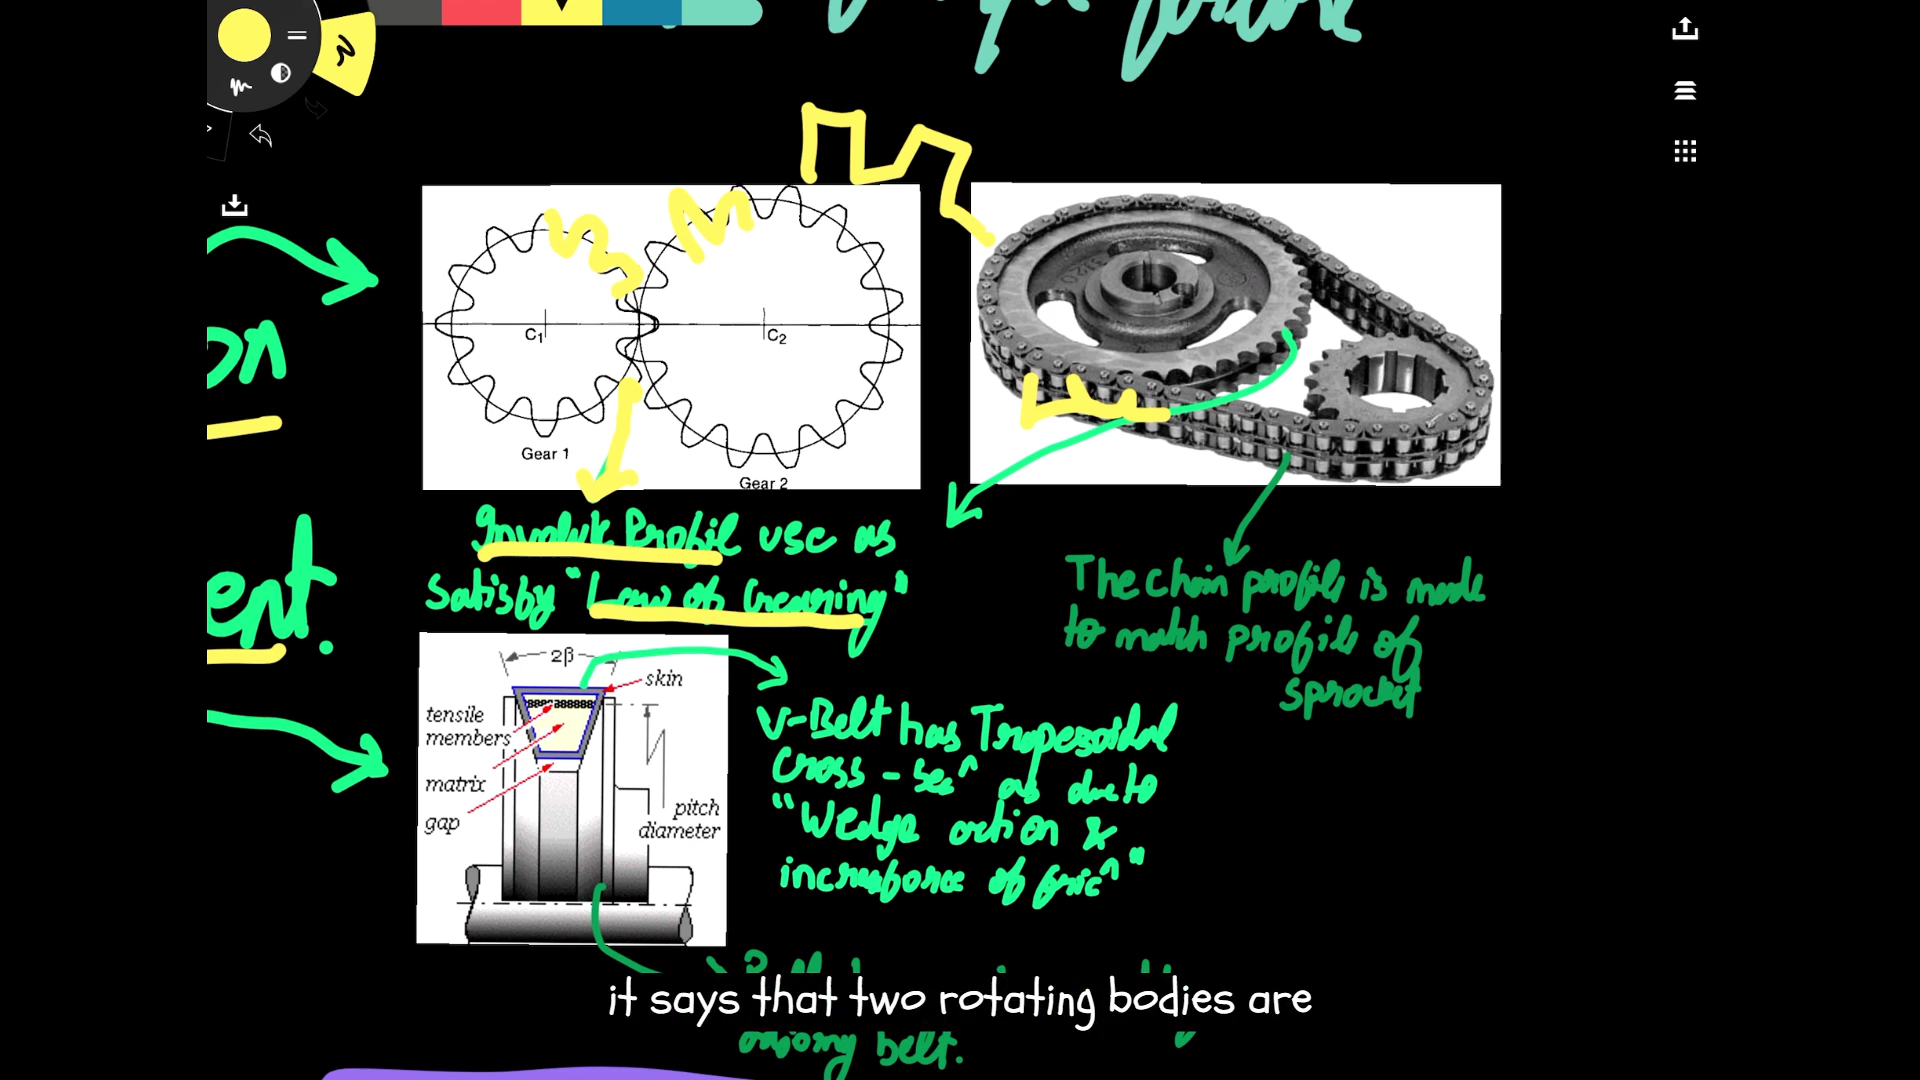 on
C1
C2
Gear 1
Gear 2
Involute Profile use as
satisfy "Law of Gearing"
ent.
The chain profile is made
to match profile of
sprocket
2β
skin
tensile
members
matrix
gap
pitch
diameter
V-Belt has Trapezoidal
Cross-secn as due to
"Wedge action &
of fricn"
it says that two rotating bodies are
belt.